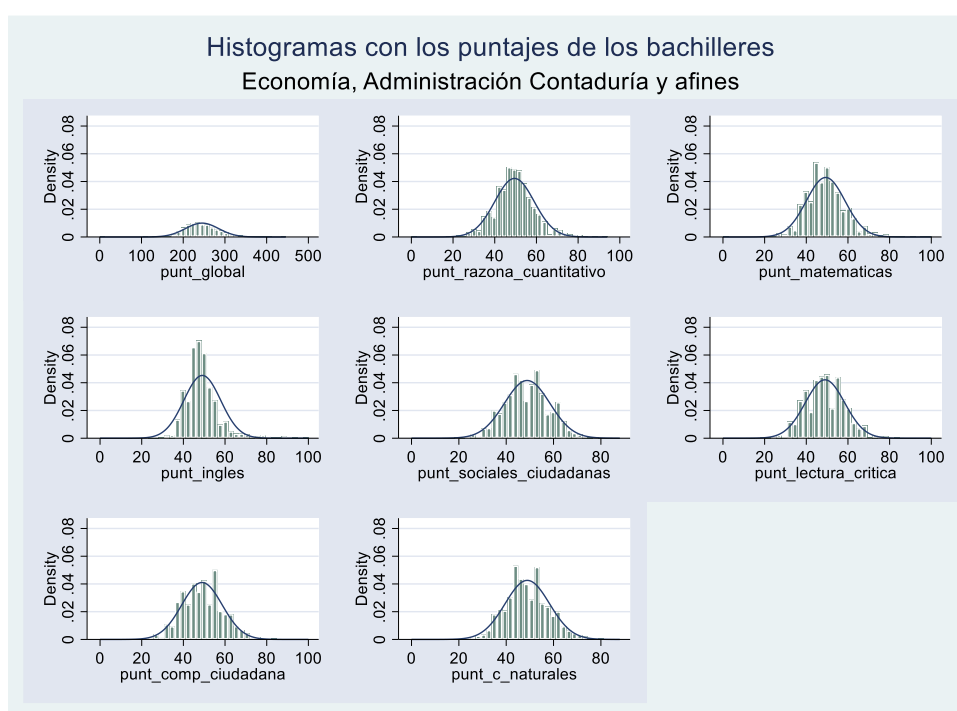 Histogramas con los puntajes de los bachilleres
Economía, Administración Contaduría y afines
Density
0 .02 .04 .06 .08
0 100 200 300 400 500
punt_global
Density
0 .02 .04 .06 .08
0 20 40 60 80 100
punt_razona_cuantitativo
Density
0 .02 .04 .06 .08
0 20 40 60 80 100
punt_matematicas
Density
0 .02 .04 .06 .08
0 20 40 60 80 100
punt_ingles
Density
0 .02 .04 .06 .08
0 20 40 60 80
punt_sociales_ciudadanas
Density
0 .02 .04 .06 .08
0 20 40 60 80 100
punt_lectura_critica
Density
0 .02 .04 .06 .08
0 20 40 60 80 100
punt_comp_ciudadana
Density
0 .02 .04 .06 .08
0 20 40 60 80
punt_c_naturales